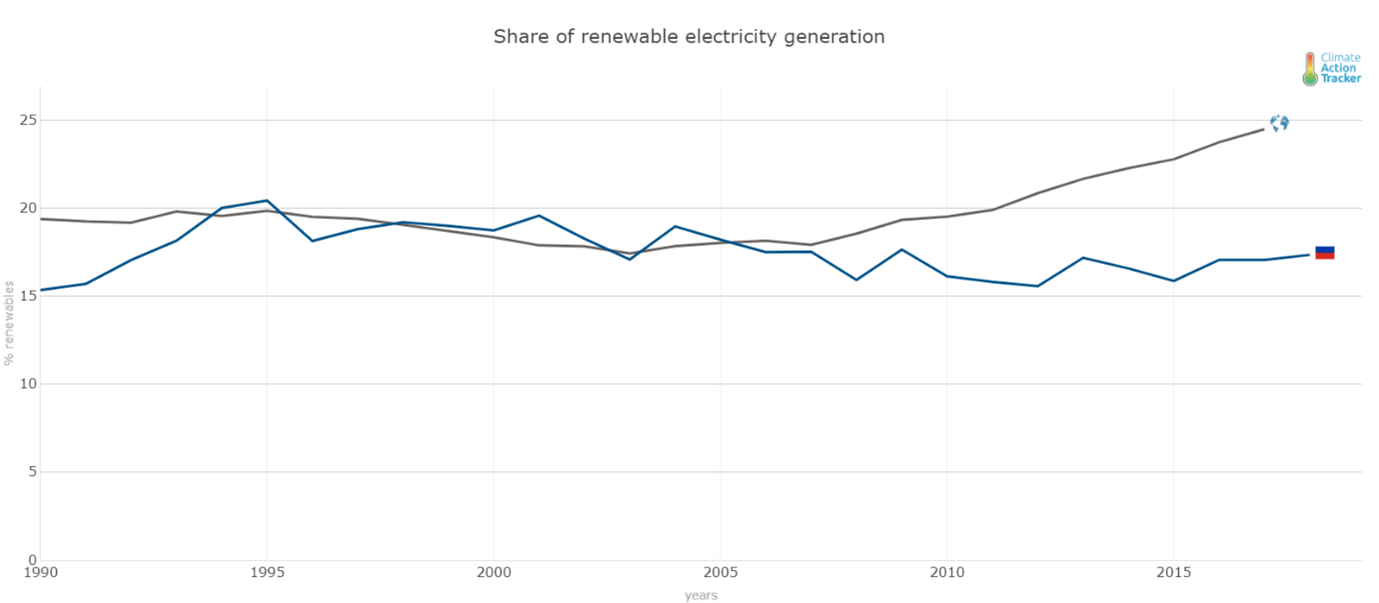 Share of renewable electricity generation
Climate
Action
Tracker
25
20
15
10
5
0
% renewables
1990
1995
2000
2005
2010
2015
years